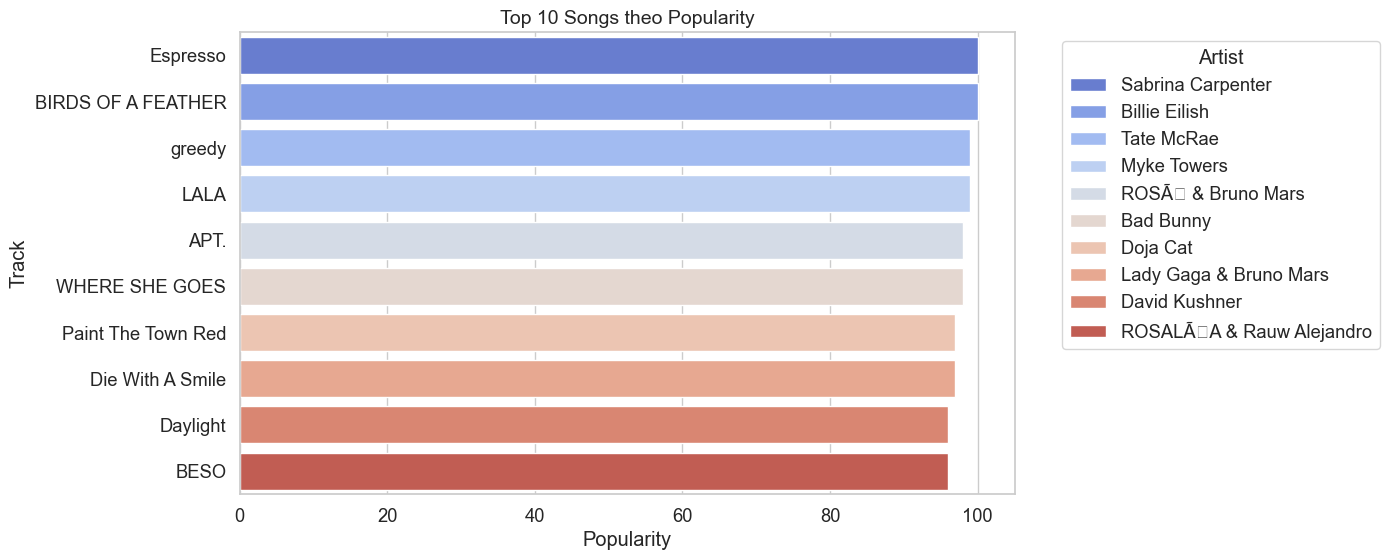 Top 10 Songs theo Popularity
Track
Espresso
BIRDS OF A FEATHER
greedy
LALA
APT.
WHERE SHE GOES
Paint The Town Red
Die With A Smile
Daylight
BESO
0 20 40 60 80 100
Popularity
Artist
Sabrina Carpenter
Billie Eilish
Tate McRae
Myke Towers
ROSĀ□ & Bruno Mars
Bad Bunny
Doja Cat
Lady Gaga & Bruno Mars
David Kushner
ROSALĀ□A & Rauw Alejandro